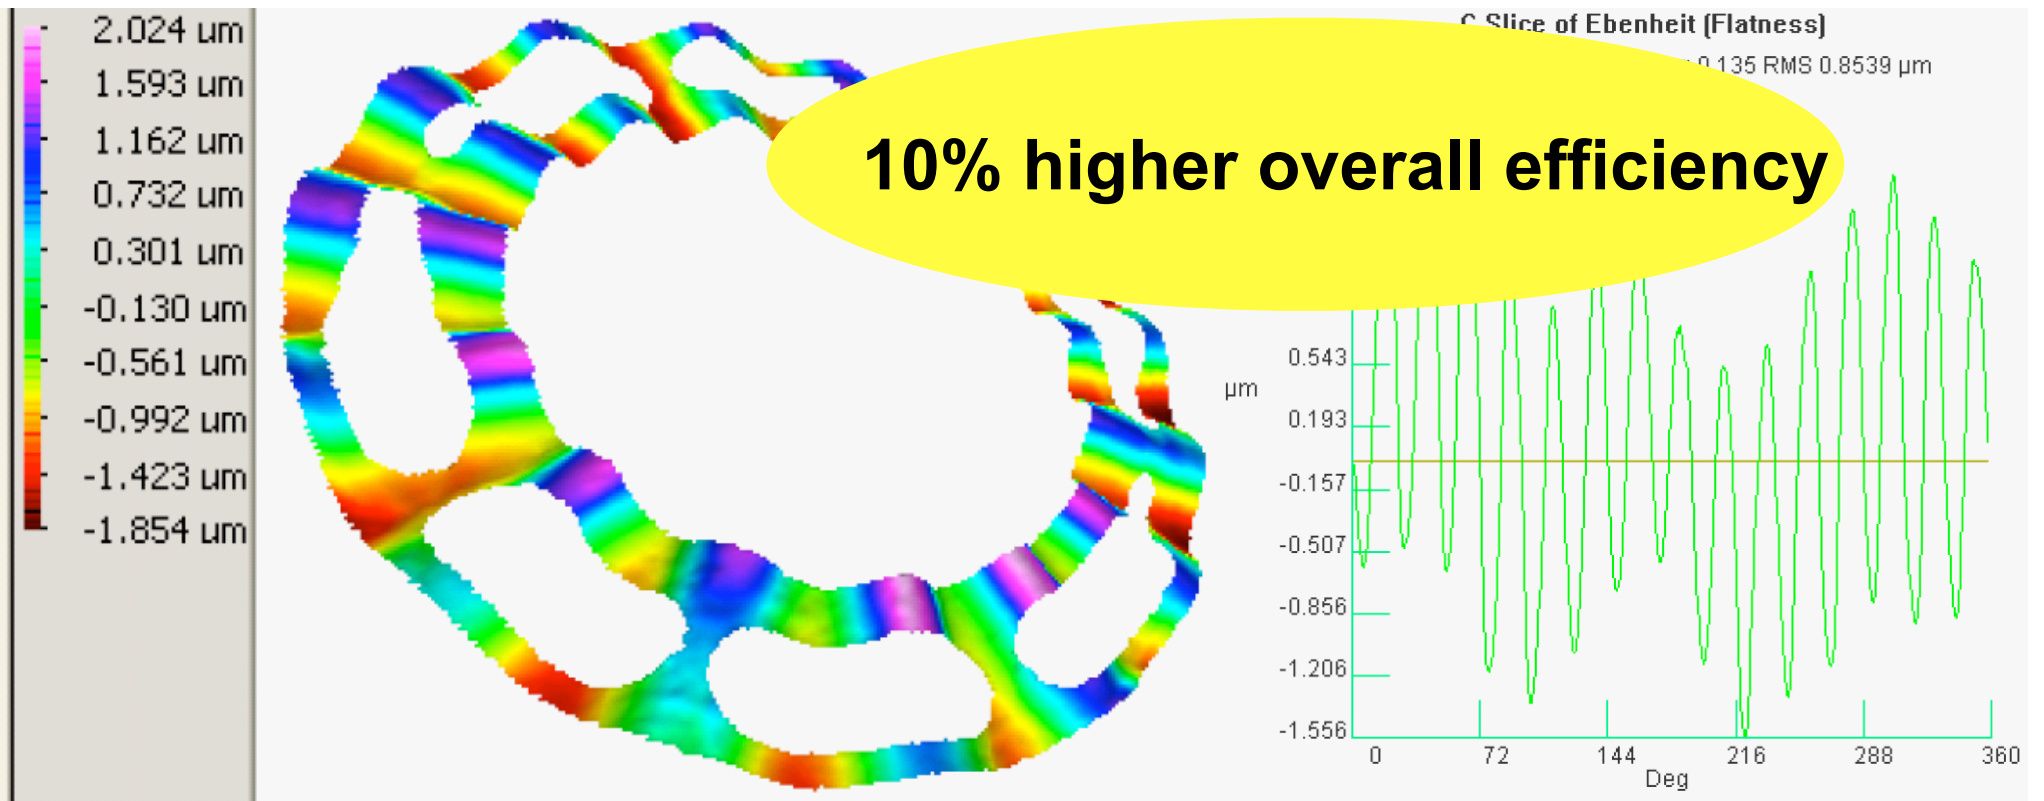 2.024 um
1.593 um
1.162 um
0.732 um
0.301 um
-0.130 um
-0.561 um
-0.992 um
-1.423 um
-1.854 um
10% higher overall efficiency
Slice of Ebenheit (Flatness)
0.135 RMS 0.8539 µm
µm
0.543
0.193
-0.157
-0.507
-0.856
-1.206
-1.556
0 72 144 216 288 360
Deg